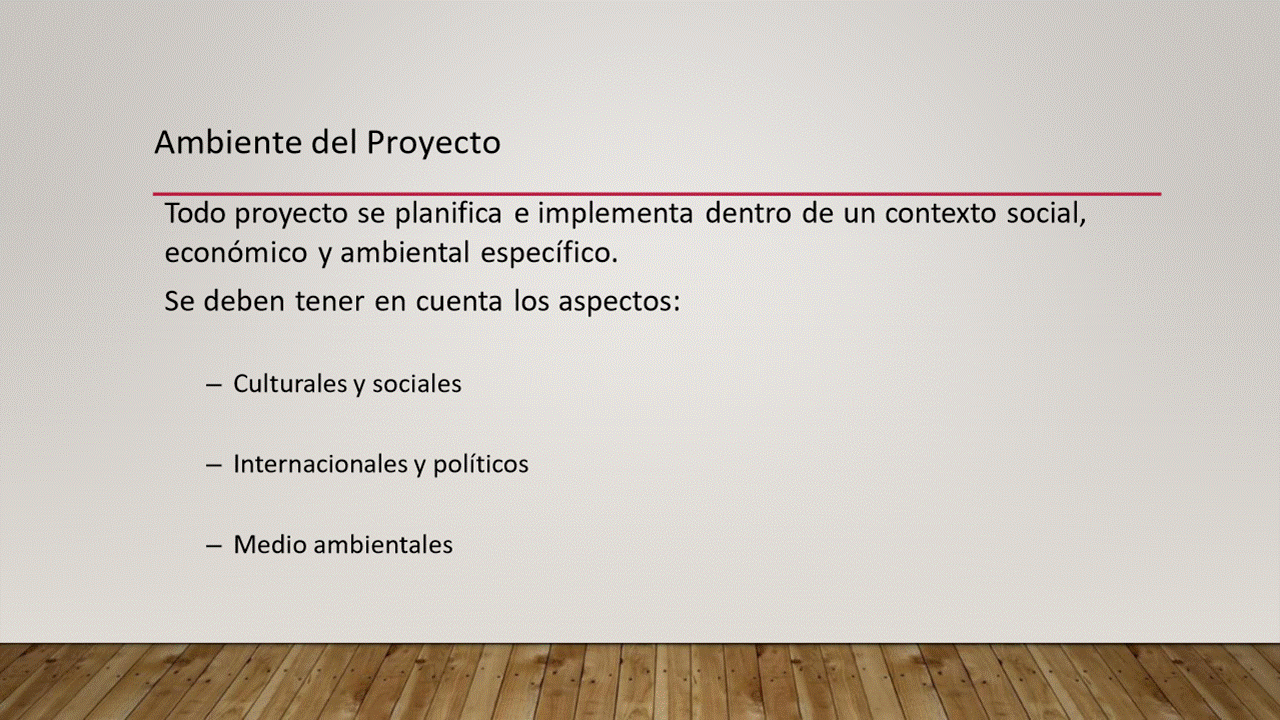 Ambiente del Proyecto
Todo proyecto se planifica e implementa dentro de un contexto social,
económico y ambiental específico.
Se deben tener en cuenta los aspectos:
– Culturales y sociales
– Internacionales y políticos
– Medio ambientales